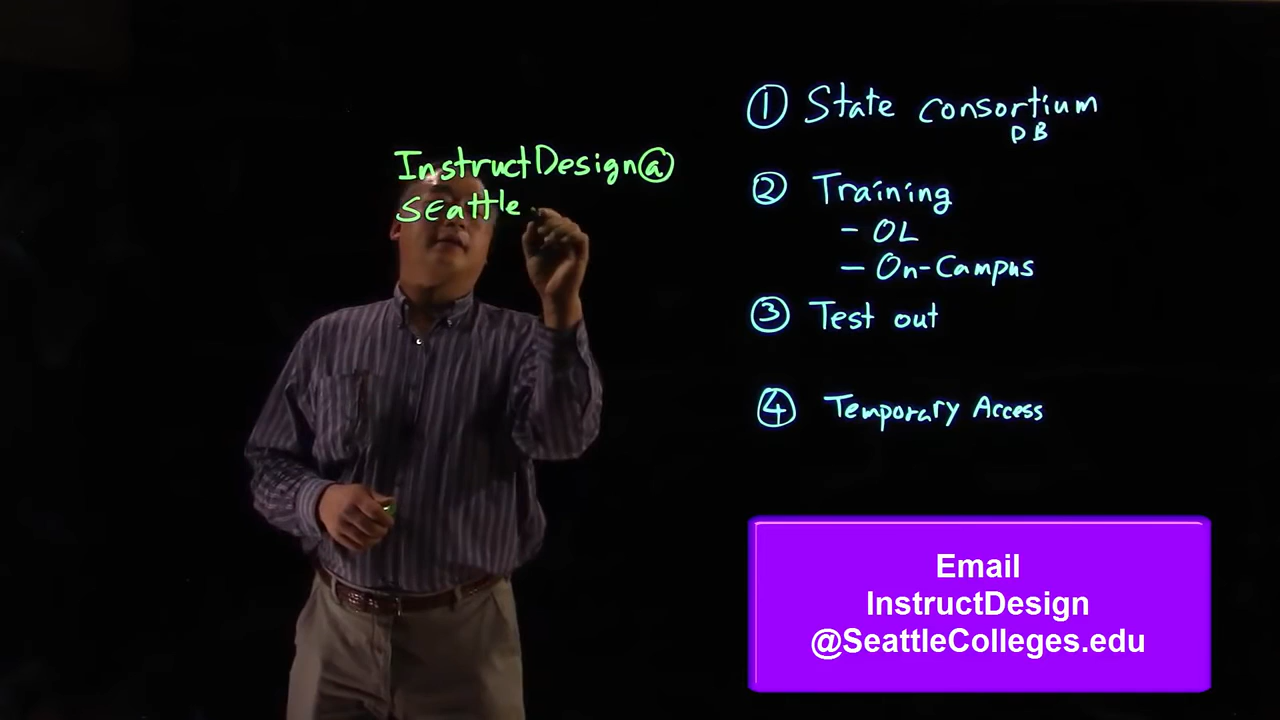 InstructDesign@
Seattle
① State consortium
DB
② Training
- OL
- On-Campus
③ Test out
④ Temporary Access
Email
InstructDesign
@SeattleColleges.edu